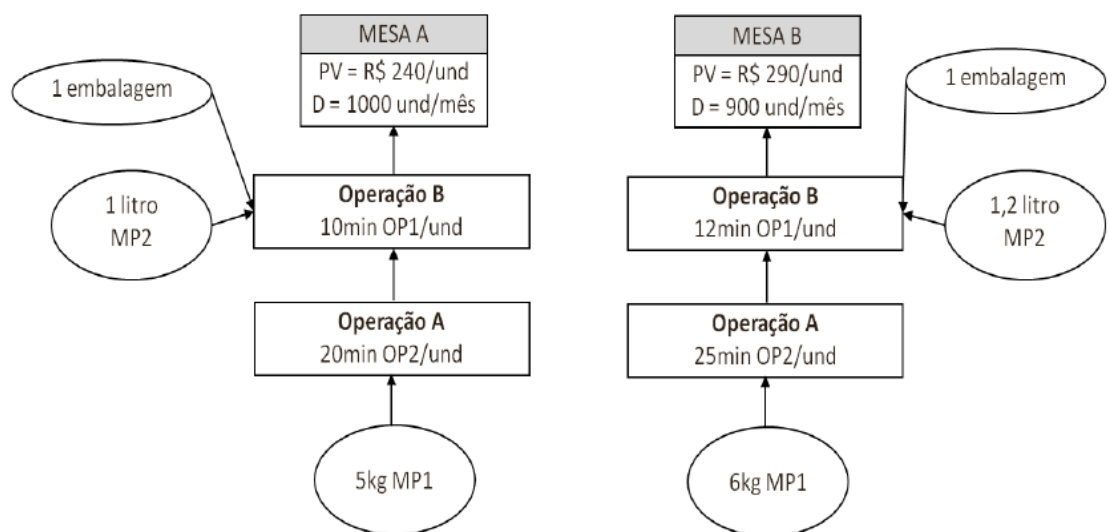 MESA A
PV = R$ 240/und
D = 1000 und/mês
1 embalagem
1 litro
MP2
Operação B
10min OP1/und
Operação A
20min OP2/und
5kg MP1
MESA B
PV = R$ 290/und
D = 900 und/mês
1 embalagem
Operação B
12min OP1/und
1,2 litro
MP2
Operação A
25min OP2/und
6kg MP1